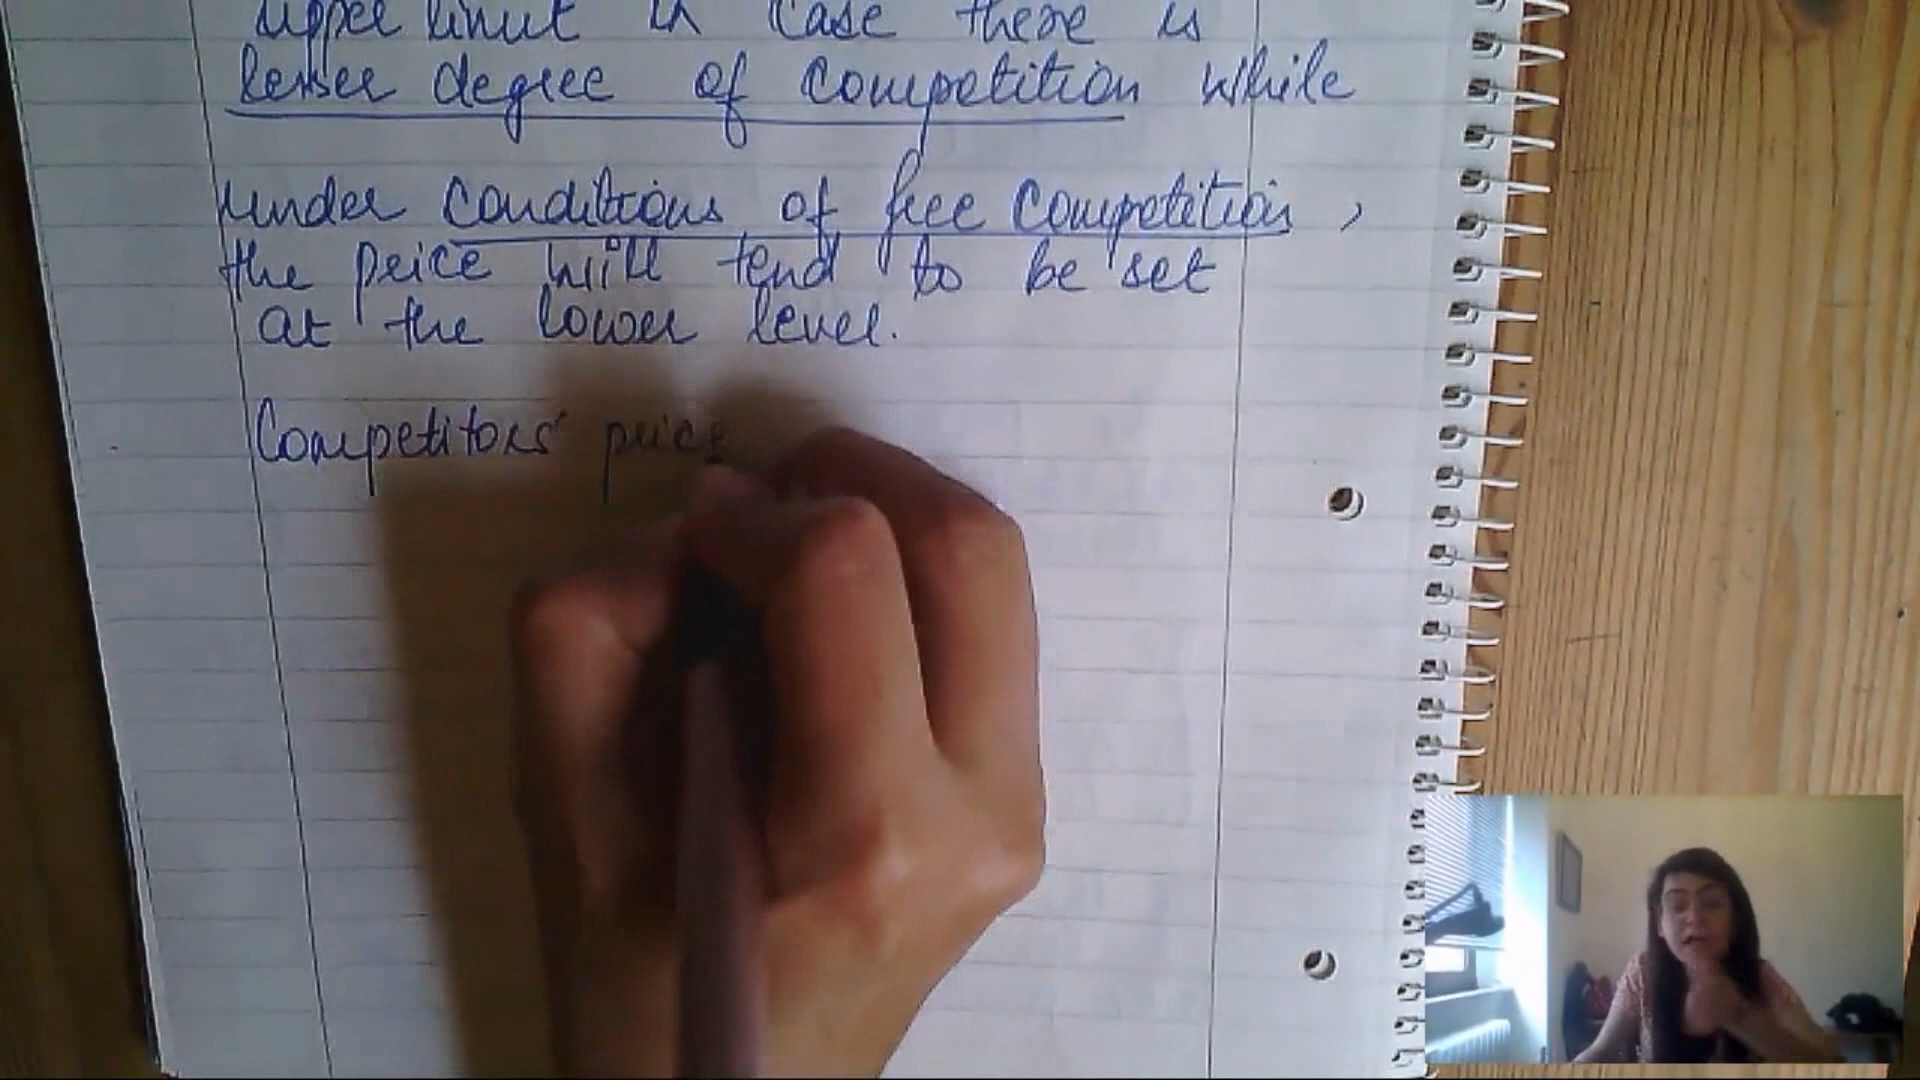 upper limit in case there is
lesser degree of competition while
under conditions of free competition,
the price will tend to be set
at the lower level.
Competitors' price